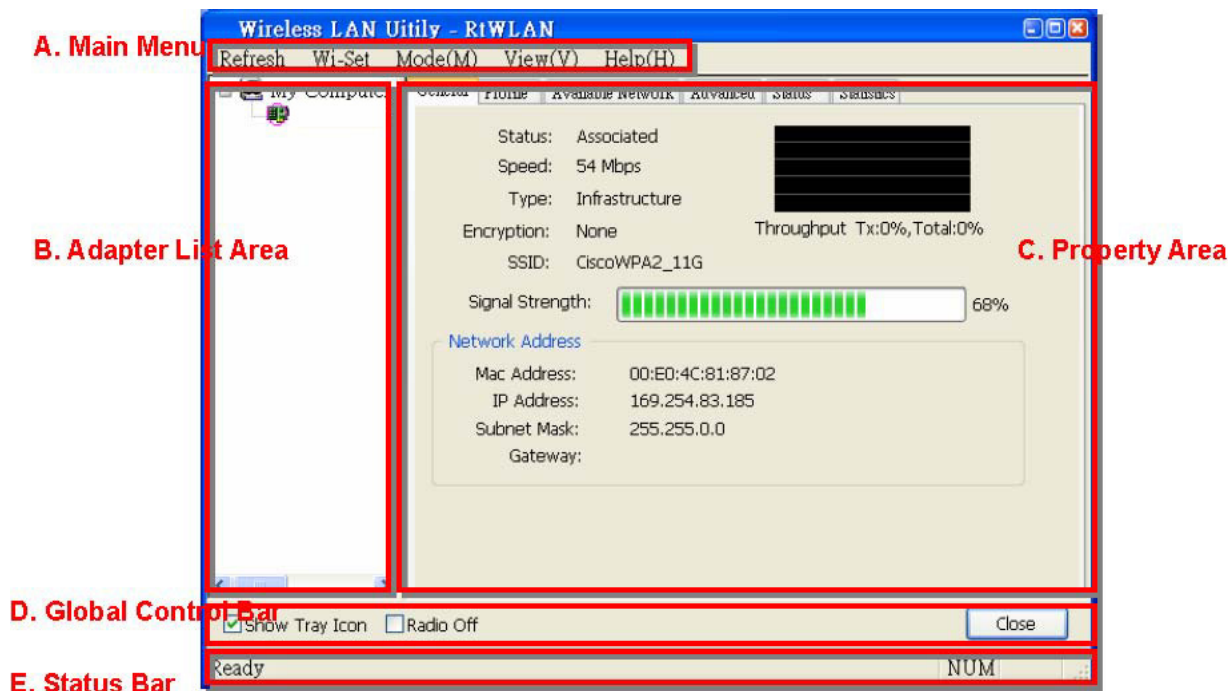 Wireless LAN Uitily - RtWLAN
A. Main Menu
Refresh Wi-Set Mode(M) View(V) Help(H)
My Computer
General Profile Available Network Advanced Status Statistics
Status: Associated
Speed: 54 Mbps
Type: Infrastructure
Encryption: None
Throughput Tx:0%,Total:0%
B. Adapter List Area
C. Property Area
SSID: CiscoWPA2_11G
Signal Strength: 68%
Network Address
Mac Address: 00:E0:4C:81:87:02
IP Address: 169.254.83.185
Subnet Mask: 255.255.0.0
Gateway:
D. Global Control Bar
Show Tray Icon Radio Off Close
Ready NUM
E. Status Bar